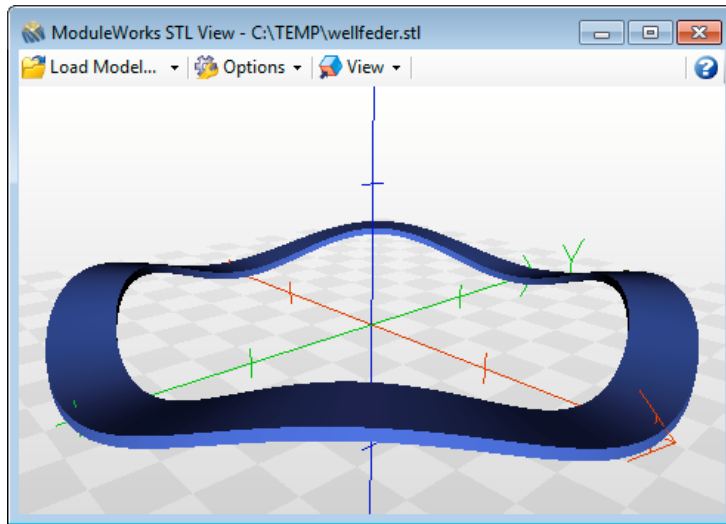 ModuleWorks STL View - C:\TEMP\wellfeder.stl
Load Model... Options View
Y